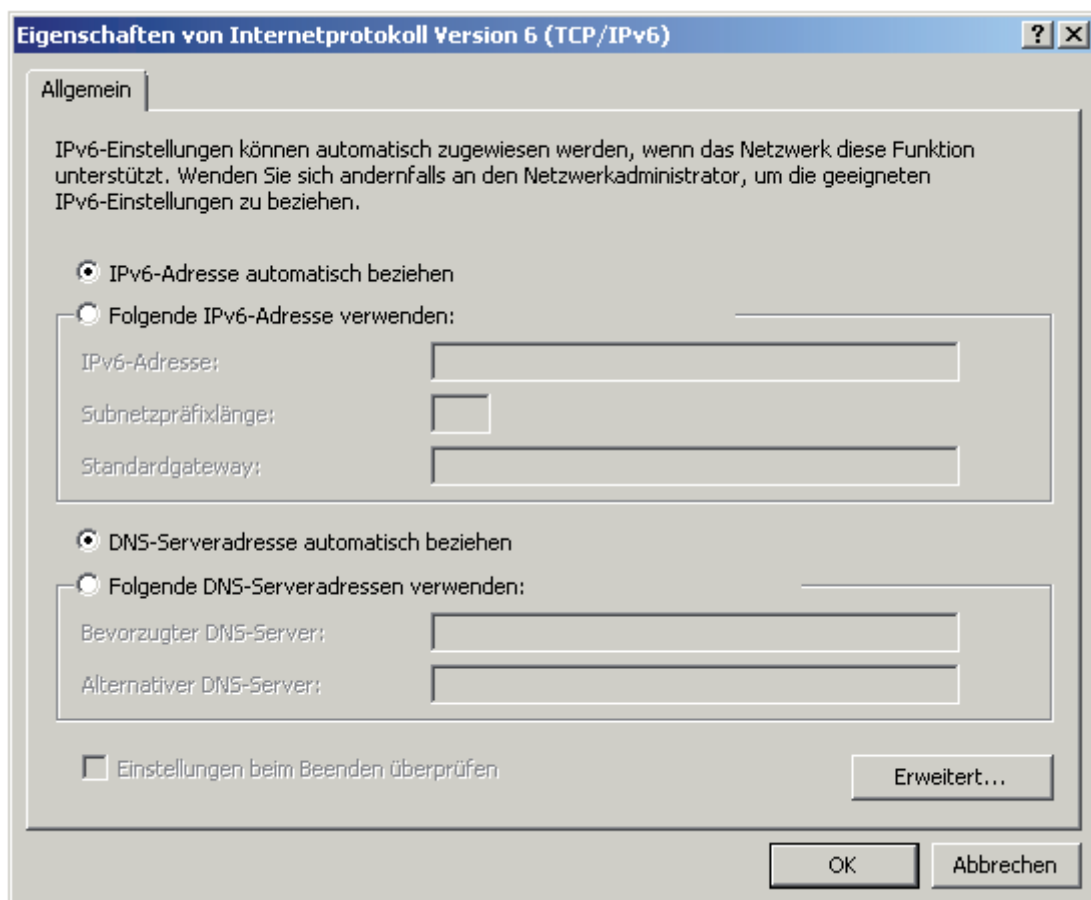 Eigenschaften von Internetprotokoll Version 6 (TCP/IPv6)
Allgemein
IPv6-Einstellungen können automatisch zugewiesen werden, wenn das Netzwerk diese Funktion
unterstützt. Wenden Sie sich andernfalls an den Netzwerkadministrator, um die geeigneten
IPv6-Einstellungen zu beziehen.
IPv6-Adresse automatisch beziehen
Folgende IPv6-Adresse verwenden:
IPv6-Adresse:
Subnetzpräfixlänge:
Standardgateway:
DNS-Serveradresse automatisch beziehen
Folgende DNS-Serveradressen verwenden:
Bevorzugter DNS-Server:
Alternativer DNS-Server:
Einstellungen beim Beenden überprüfen
Erweitert...
OK Abbrechen